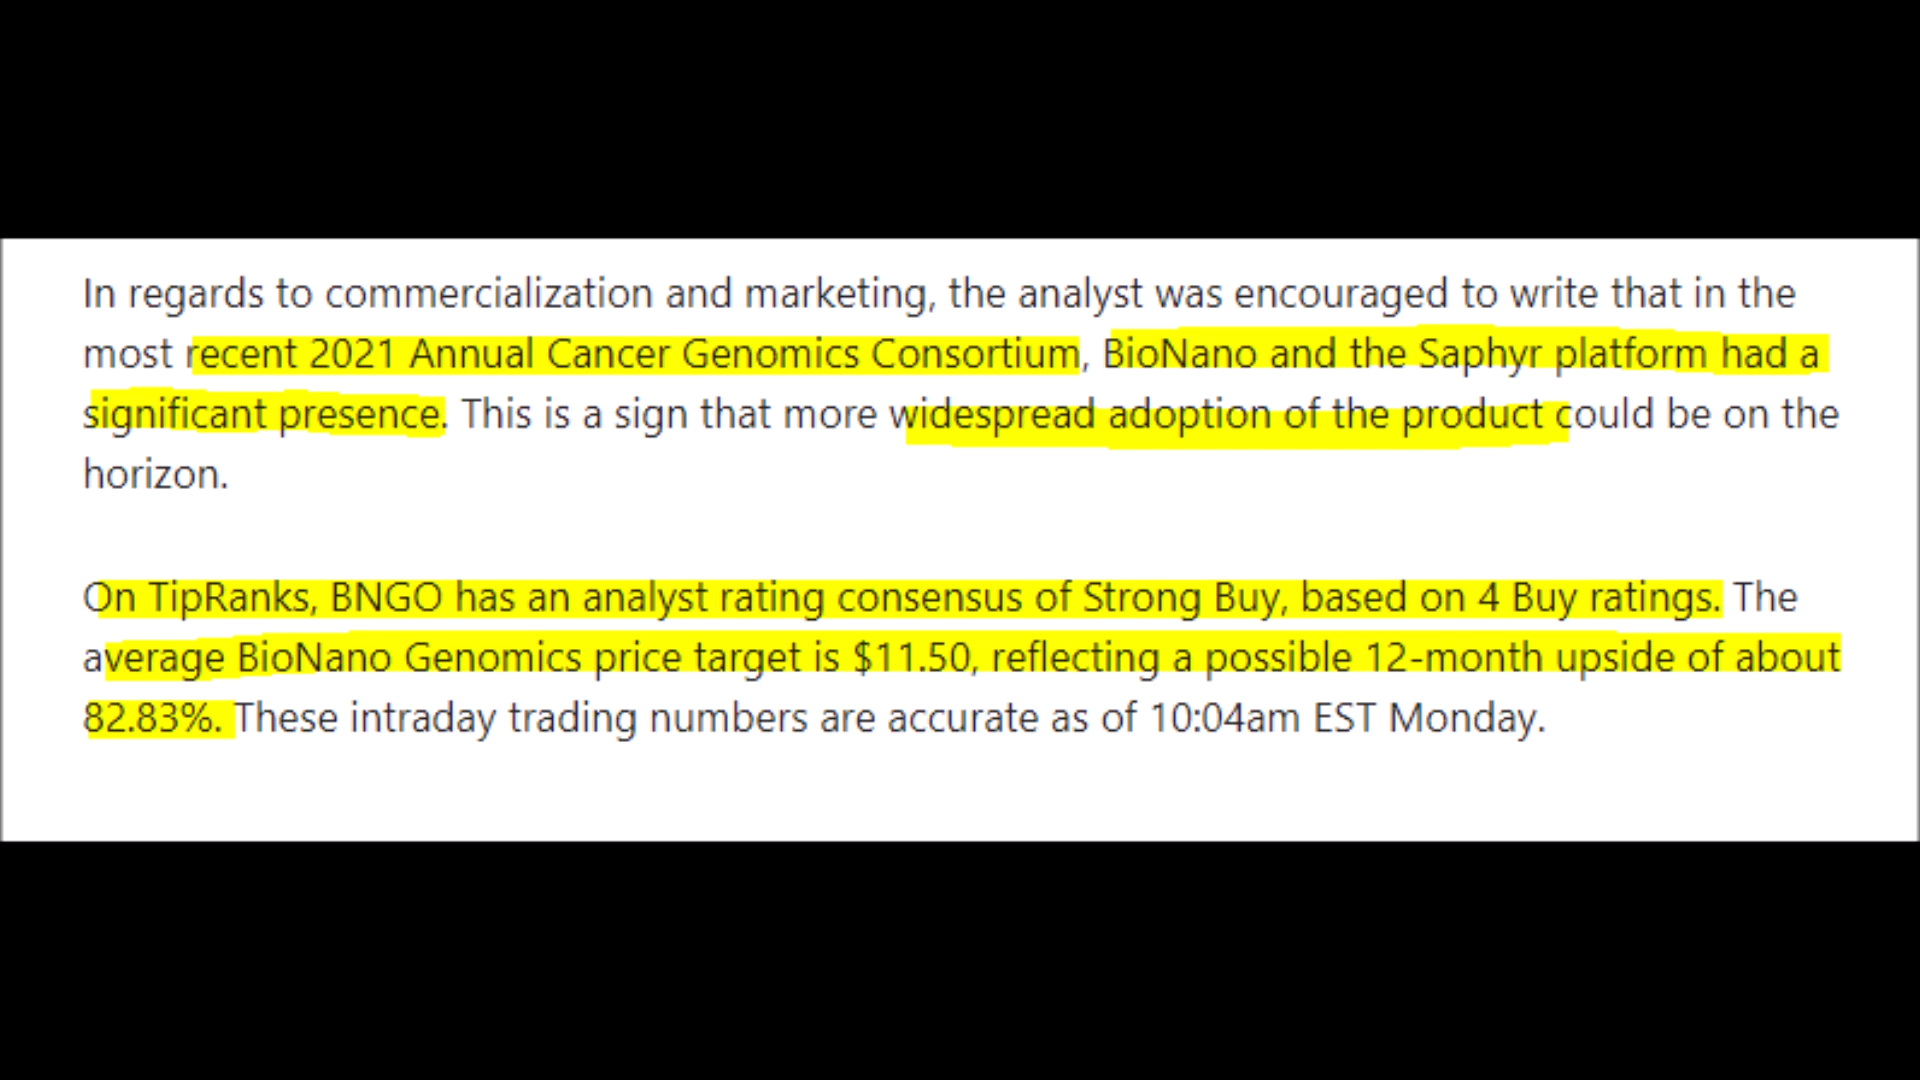 In regards to commercialization and marketing, the analyst was encouraged to write that in the
most recent 2021 Annual Cancer Genomics Consortium, BioNano and the Saphyr platform had a
significant presence. This is a sign that more widespread adoption of the product could be on the
horizon.
On TipRanks, BNGO has an analyst rating consensus of Strong Buy, based on 4 Buy ratings. The
average BioNano Genomics price target is $11.50, reflecting a possible 12-month upside of about
82.83%. These intraday trading numbers are accurate as of 10:04am EST Monday.